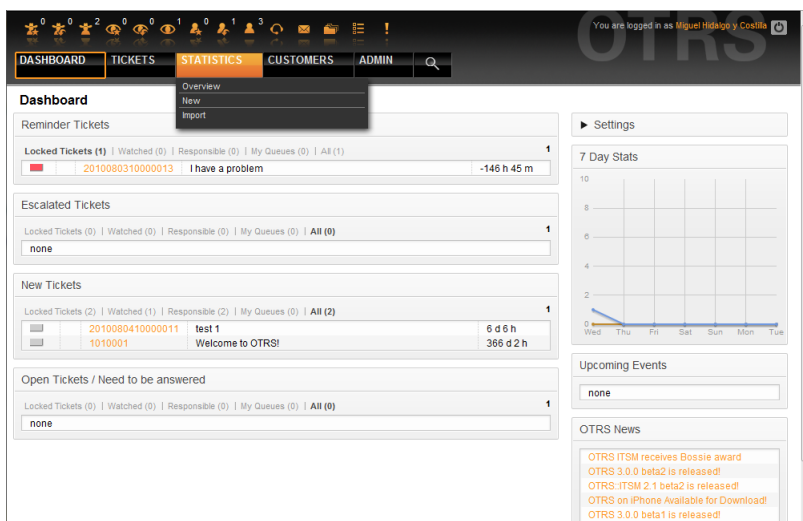 0 0 2 0 0 1 0 1 3
OTRS
You are logged in as Miguel Hidalgo y Costilla
DASHBOARD TICKETS STATISTICS CUSTOMERS ADMIN
Overview
New
Import
Dashboard
Reminder Tickets
Locked Tickets (1) | Watched (0) | Responsible (0) | My Queues (0) | All (1) 1
2010080310000013 I have a problem -146 h 45 m
Escalated Tickets
Locked Tickets (0) | Watched (0) | Responsible (0) | My Queues (0) | All (0) 1
none
New Tickets
Locked Tickets (2) | Watched (1) | Responsible (2) | My Queues (0) | All (2) 1
2010080410000011 test 1 6 d 6 h
1010001 Welcome to OTRS! 366 d 2 h
Open Tickets / Need to be answered
Locked Tickets (0) | Watched (0) | Responsible (0) | My Queues (0) | All (0) 1
none
Settings
7 Day Stats
10
8
6
4
2
0
Wed Thu Fri Sat Sun Mon Tue
Upcoming Events
none
OTRS News
OTRS ITSM receives Bossie award
OTRS 3.0.0 beta2 is released!
OTRS::ITSM 2.1 beta2 is released!
OTRS on iPhone Available for Download!
OTRS 3.0.0 beta1 is released!